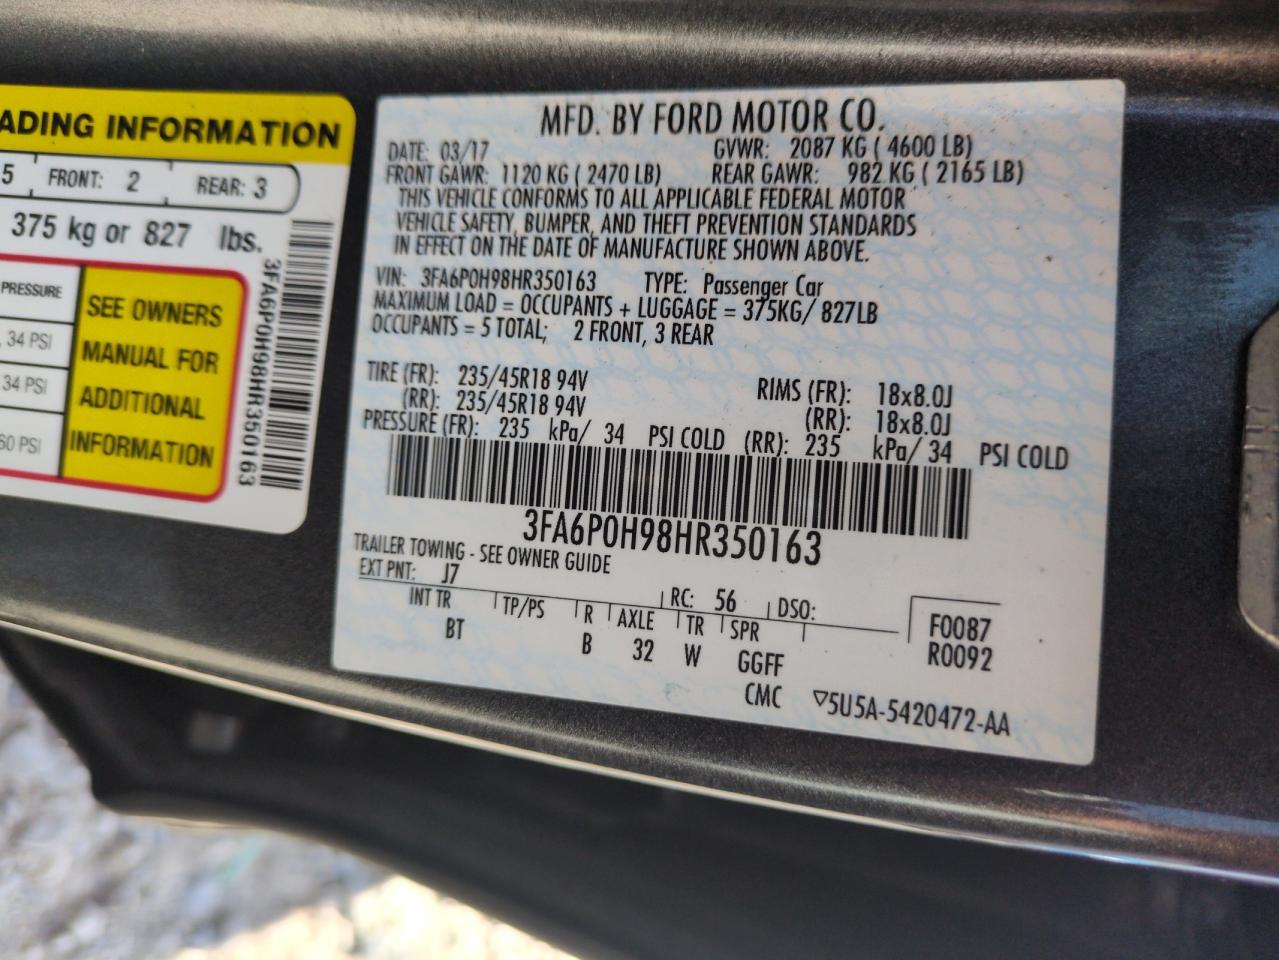 ADING INFORMATION
5 FRONT: 2 REAR: 3
375 kg or 827 lbs.
PRESSURE
34 PSI
34 PSI
60 PSI
SEE OWNERS
MANUAL FOR
ADDITIONAL
INFORMATION
3FA6P0H98HR350163
MFD. BY FORD MOTOR CO.
DATE: 03/17 GVWR: 2087 KG ( 4600 LB)
FRONT GAWR: 1120 KG ( 2470 LB) REAR GAWR: 982 KG ( 2165 LB)
THIS VEHICLE CONFORMS TO ALL APPLICABLE FEDERAL MOTOR
VEHICLE SAFETY, BUMPER, AND THEFT PREVENTION STANDARDS
IN EFFECT ON THE DATE OF MANUFACTURE SHOWN ABOVE.
VIN: 3FA6P0H98HR350163 TYPE: Passenger Car
MAXIMUM LOAD = OCCUPANTS + LUGGAGE = 375KG/ 827LB
OCCUPANTS = 5 TOTAL; 2 FRONT, 3 REAR
TIRE (FR): 235/45R18 94V RIMS (FR): 18x8.0J
(RR): 235/45R18 94V (RR): 18x8.0J
PRESSURE (FR): 235 kPa/ 34 PSI COLD (RR): 235 kPa/ 34 PSI COLD
3FA6P0H98HR350163
TRAILER TOWING - SEE OWNER GUIDE
EXT PNT: J7 RC: 56 DSO:
INT TR TP/PS R AXLE TR SPR F0087
BT B 32 W GGFF R0092
CMC ▽5U5A-5420472-AA